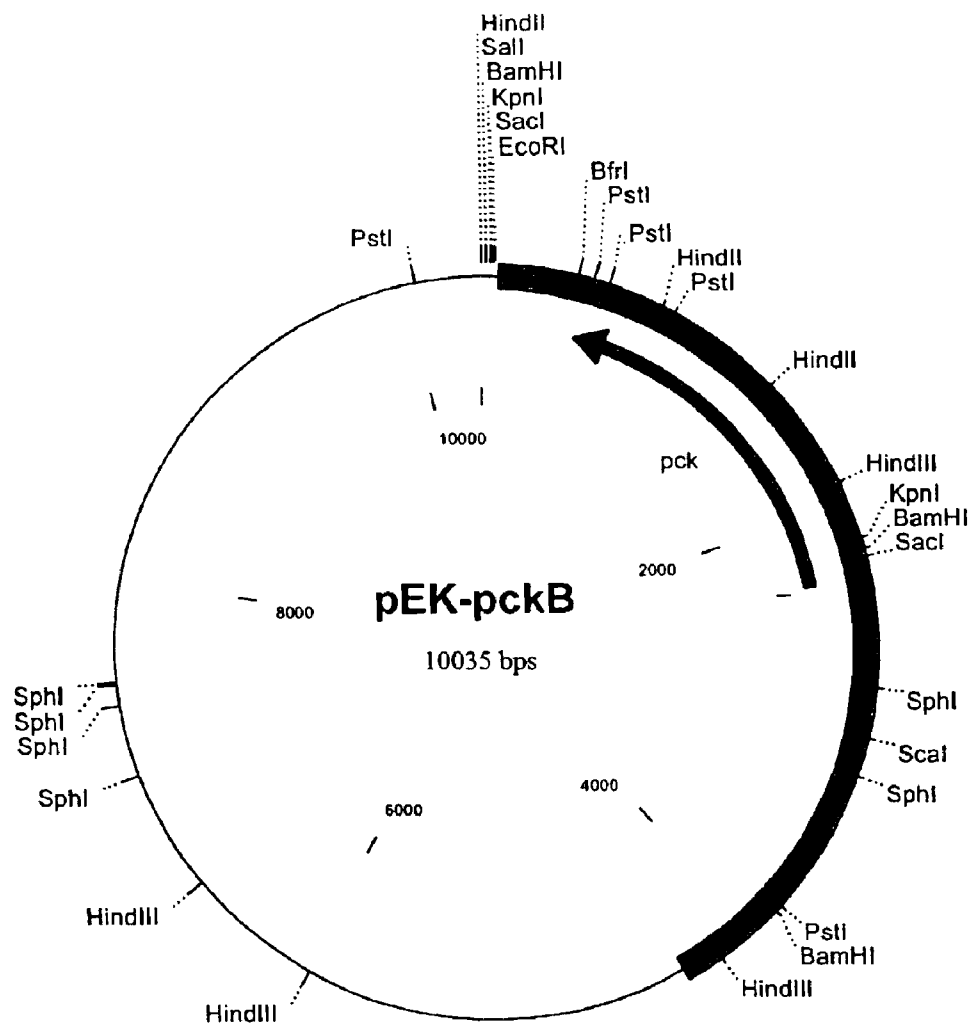 HindII
SalI
BamHI
KpnI
SacI
EcoRI
BfrI
PstI
PstI
PstI
HindII
PstI
HindII
10000
pck
HindIII
KpnI
BamHI
SacI
2000
pEK-pckB
8000
10035 bps
SphI
SphI
SphI
SphI
ScaI
SphI
SphI
4000
6000
HindIII
PstI
BamHI
HindIII
HindIII